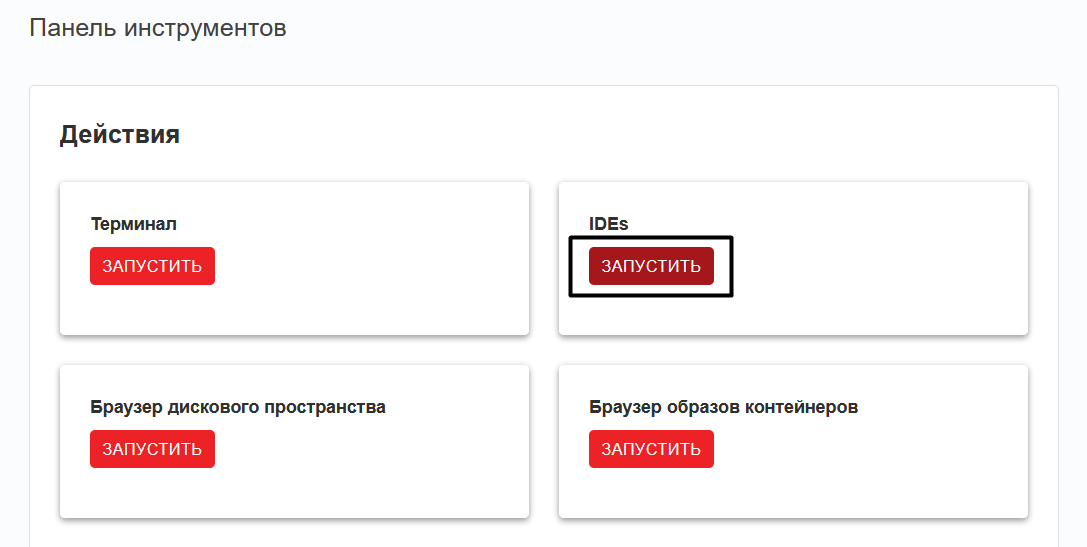 Панель инструментов
Действия
Терминал
ЗАПУСТИТЬ
IDEs
ЗАПУСТИТЬ
Браузер дискового пространства
ЗАПУСТИТЬ
Браузер образов контейнеров
ЗАПУСТИТЬ